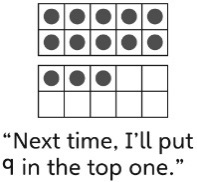 “Next time, I’ll put
9 in the top one.”